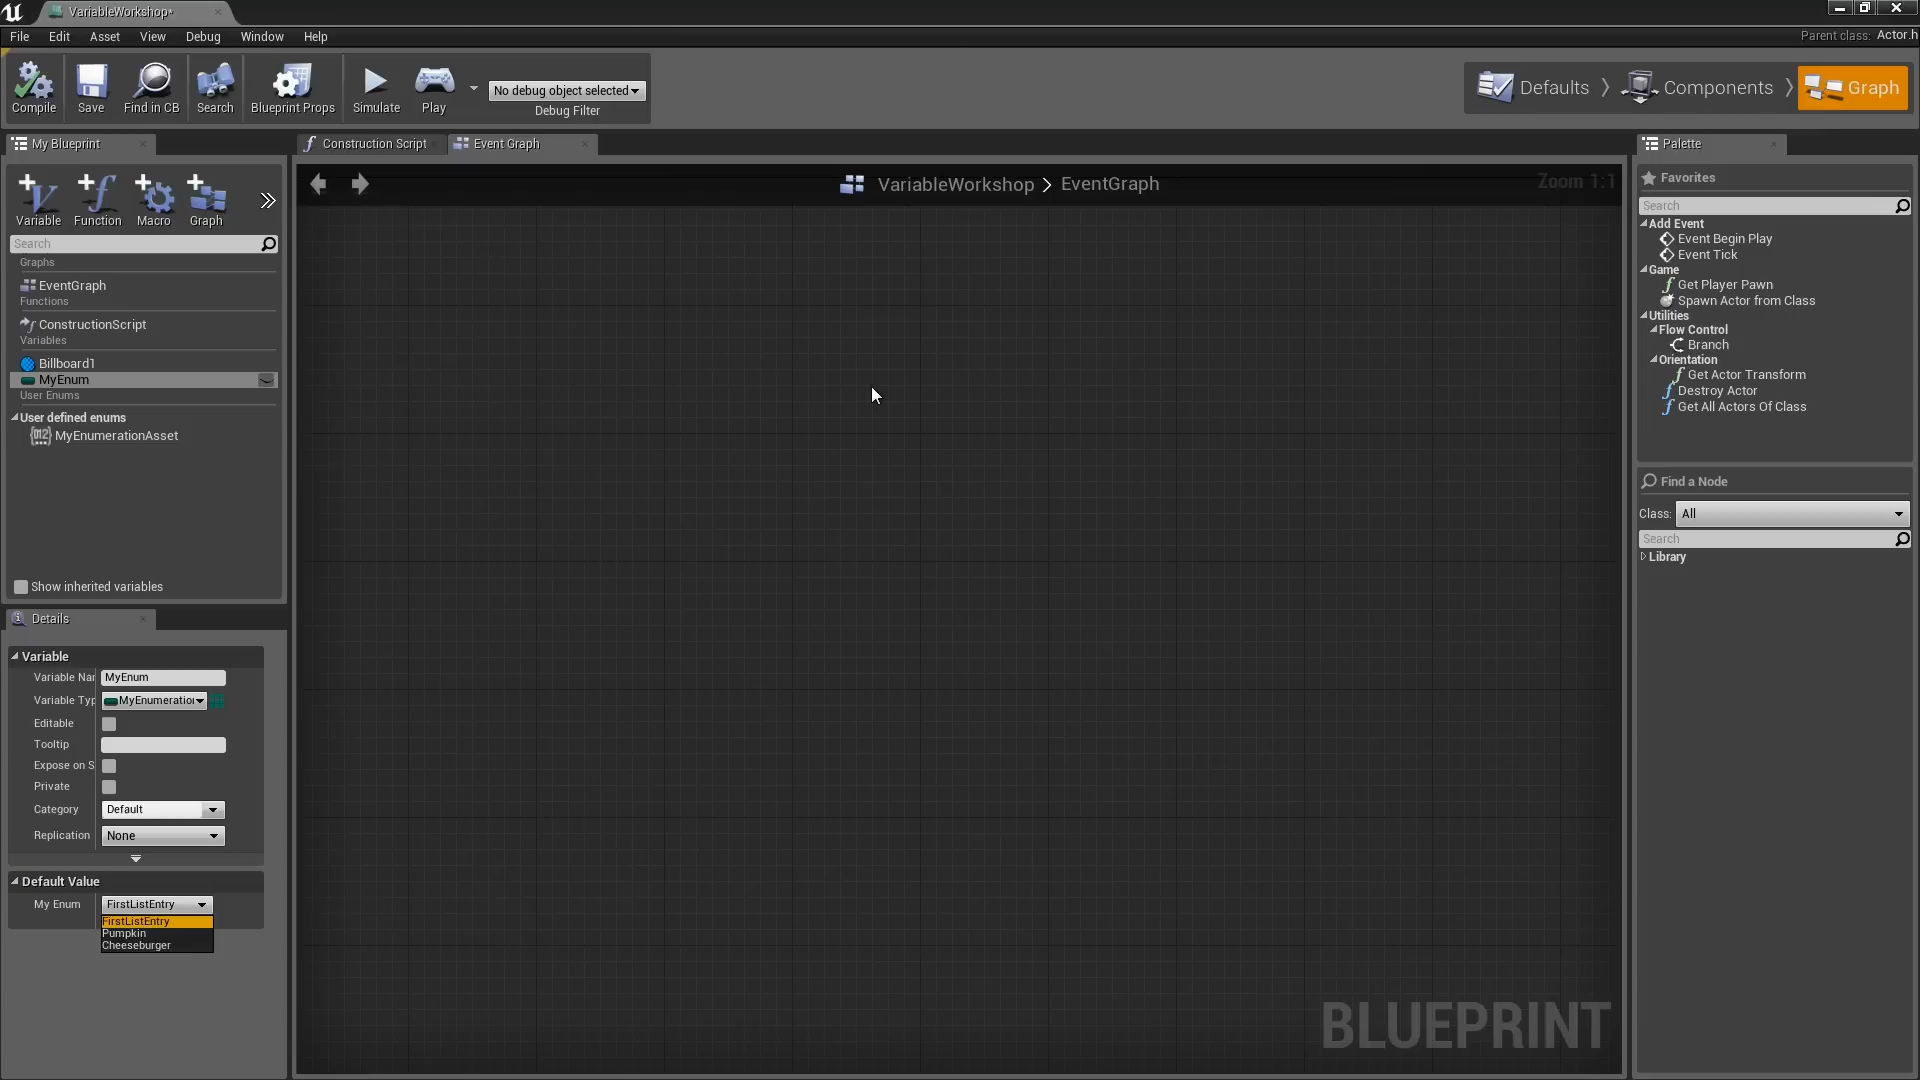 VariableWorkshop*
File Edit Asset View Debug Window Help
Parent class: Actor.h
Compile Save Find in CB Search Blueprint Props Simulate Play
No debug object selected
Debug Filter
Defaults Components Graph
My Blueprint
Construction Script
Event Graph
Palette
Variable Function Macro Graph
Search
Graphs
EventGraph
Functions
ConstructionScript
Variables
Billboard1
MyEnum
User Enums
User defined enums
MyEnumerationAsset
Show inherited variables
VariableWorkshop > EventGraph
Zoom 1:1
BLUEPRINT
Favorites
Search
Add Event
Event Begin Play
Event Tick
Game
Get Player Pawn
Spawn Actor from Class
Utilities
Flow Control
Branch
Orientation
Get Actor Transform
Destroy Actor
Get All Actors Of Class
Find a Node
Class: All
Search
Library
Details
Variable
Variable Nar MyEnum
Variable Typ MyEnumeration
Editable
Tooltip
Expose on S
Private
Category Default
Replication None
Default Value
My Enum FirstListEntry
FirstListEntry
Pumpkin
Cheeseburger